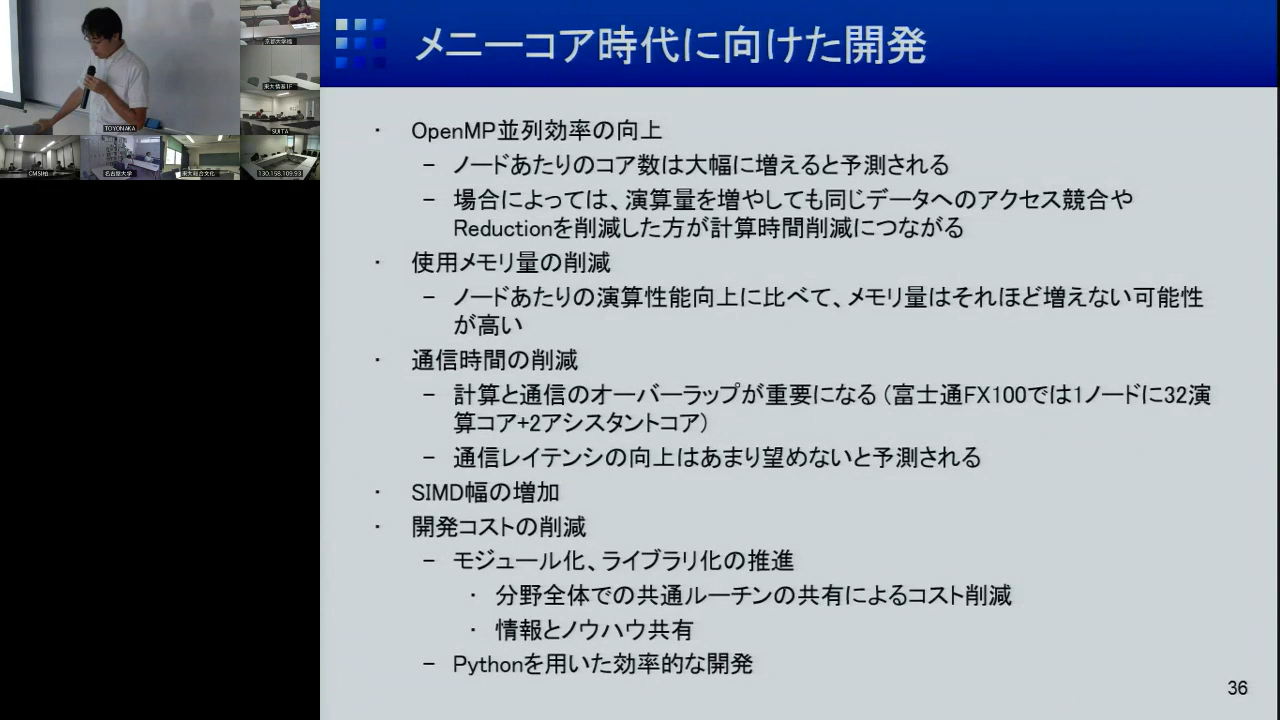 メニーコア時代に向けた開発
・ OpenMP並列効率の向上
– ノードあたりのコア数は大幅に増えると予測される
– 場合によっては、演算量を増やしても同じデータへのアクセス競合や
Reductionを削減した方が計算時間削減につながる
・ 使用メモリ量の削減
– ノードあたりの演算性能向上に比べて、メモリ量はそれほど増えない可能性
が高い
・ 通信時間の削減
– 計算と通信のオーバーラップが重要になる (富士通FX100では1ノードに32演
算コア+2アシスタントコア)
– 通信レイテンシの向上はあまり望めないと予測される
・ SIMD幅の増加
・ 開発コストの削減
– モジュール化、ライブラリ化の推進
・ 分野全体での共通ルーチンの共有によるコスト削減
・ 情報とノウハウ共有
– Pythonを用いた効率的な開発
36
TOYONAKA
SUITA
CMSI柏
名古屋大学
東大総合文化
130.158.109.93